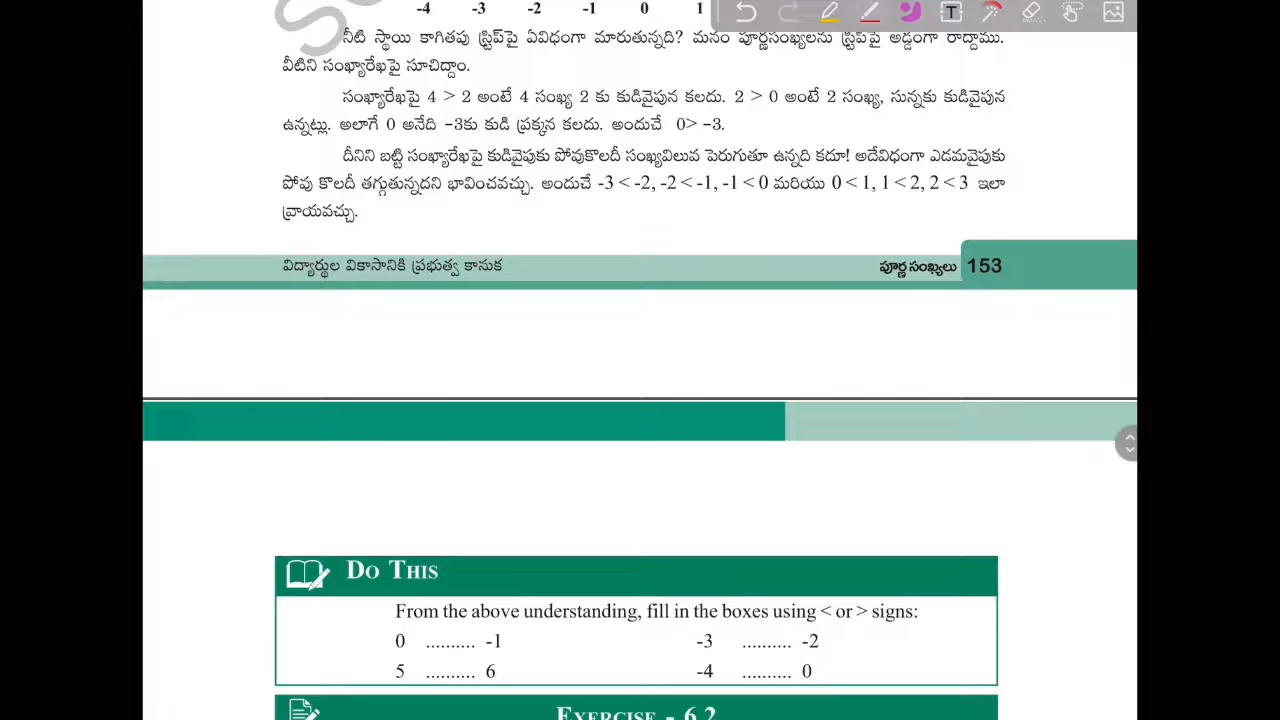 -4 -3 -2 -1 0 1
నీటి స్థాయి కాగితపు స్ట్రిప్‌పై ఏవిధంగా మారుతున్నది? మనం పూర్ణసంఖ్యలను స్ట్రిప్‌పై అడ్డంగా రాద్దాము.
వీటిని సంఖ్యారేఖపై సూచిద్దాం.
సంఖ్యారేఖపై 4 > 2 అంటే 4 సంఖ్య 2 కు కుడివైపున కలదు. 2 > 0 అంటే 2 సంఖ్య, సున్నకు కుడివైపున
ఉన్నట్లు. అలాగే 0 అనేది -3కు కుడి ప్రక్కన కలదు. అందుచే 0> -3.
దీనిని బట్టి సంఖ్యారేఖపై కుడివైపుకు పోవుకొలదీ సంఖ్యవిలువ పెరుగుతూ ఉన్నది కదూ! అదేవిధంగా ఎడమవైపుకు
పోవు కొలదీ తగ్గుతున్నదని భావించవచ్చు. అందుచే -3 < -2, -2 < -1, -1 < 0 మరియు 0 < 1, 1 < 2, 2 < 3 ఇలా
వ్రాయవచ్చు.
విద్యార్థుల వికాసానికి ప్రభుత్వ కానుక పూర్ణ సంఖ్యలు 153
DO THIS
From the above understanding, fill in the boxes using < or > signs:
0 .......... -1 -3 .......... -2
5 .......... 6 -4 .......... 0
EXERCISE - 6.2